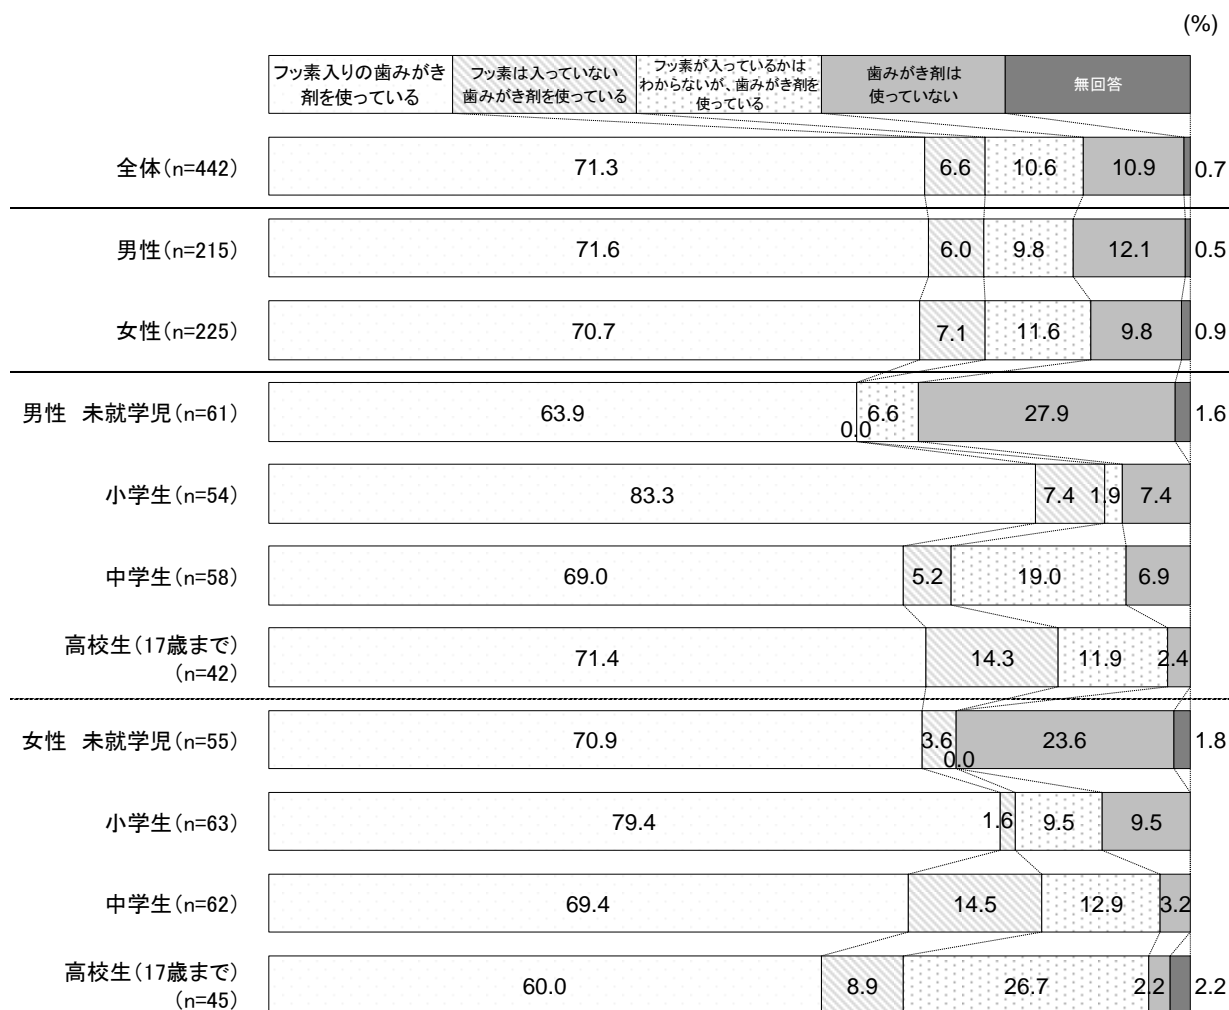 (%)
フッ素入りの歯みがき
剤を使っている
フッ素は入っていない
歯みがき剤を使っている
フッ素が入っているかは
わからないが、歯みがき剤を
使っている
歯みがき剤は
使っていない
無回答
全体(n=442) 71.3 6.6 10.6 10.9 0.7
男性(n=215) 71.6 6.0 9.8 12.1 0.5
女性(n=225) 70.7 7.1 11.6 9.8 0.9
男性 未就学児(n=61) 63.9 0.0 6.6 27.9 1.6
小学生(n=54) 83.3 7.4 1.9 7.4
中学生(n=58) 69.0 5.2 19.0 6.9
高校生(17歳まで)
(n=42) 71.4 14.3 11.9 2.4
女性 未就学児(n=55) 70.9 3.6 0.0 23.6 1.8
小学生(n=63) 79.4 1.6 9.5 9.5
中学生(n=62) 69.4 14.5 12.9 3.2
高校生(17歳まで)
(n=45) 60.0 8.9 26.7 2.2 2.2